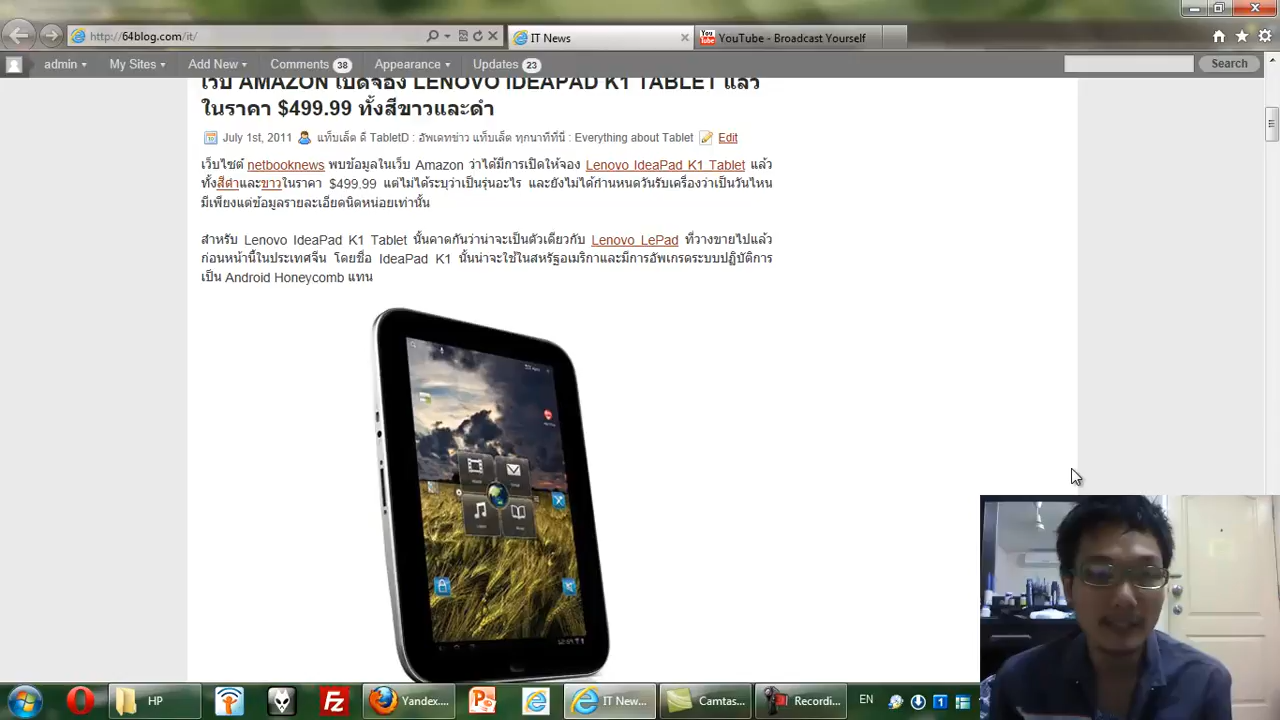 http://64blog.com/it/
IT News
YouTube - Broadcast Yourself
admin
My Sites
Add New
Comments 38
Appearance
Updates 23
Search
เว็บ AMAZON เปิดจอง LENOVO IDEAPAD K1 TABLET แล้ว
ในราคา $499.99 ทั้งสีขาวและดำ
July 1st, 2011 แท็บเล็ต ดี TabletD : อัพเดทข่าว แท็บเล็ต ทุกนาทีที่นี่ : Everything about Tablet Edit
เว็บไซต์ netbooknews พบข้อมูลในเว็บ Amazon ว่าได้มีการเปิดให้จอง Lenovo IdeaPad K1 Tablet แล้ว
ทั้งสีดำและขาวในราคา $499.99 แต่ไม่ได้ระบุว่าเป็นรุ่นอะไร และยังไม่ได้กำหนดวันรับเครื่องว่าเป็นวันไหน
มีเพียงแต่ข้อมูลรายละเอียดนิดหน่อยเท่านั้น
สำหรับ Lenovo IdeaPad K1 Tablet นั้นคาดกันว่าน่าจะเป็นตัวเดียวกับ Lenovo LePad ที่วางขายไปแล้ว
ก่อนหน้านี้ในประเทศจีน โดยชื่อ IdeaPad K1 นั้นน่าจะใช้ในสหรัฐอเมริกาและมีการอัพเกรดระบบปฏิบัติการ
เป็น Android Honeycomb แทน
HP
Yandex....
IT New...
Camtas...
Recordi...
EN